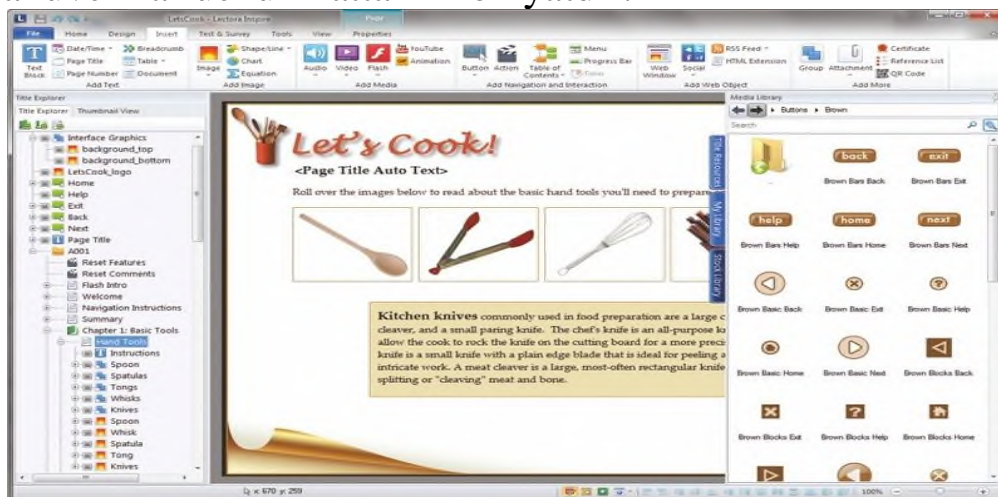 LetsCook - Lectora Inspire
Page
File Home Design Insert Test & Survey Tools View Properties
Text Block
Date/Time
Page Title
Page Number
Breadcrumb
Table
Document
Add Text
Image
Shape/Line
Chart
Equation
Add Image
Audio
Video
Flash
YouTube
Animation
Add Media
Button
Action
Table of Contents
Menu
Progress Bar
Form
Add Navigation and Interaction
Web Window
Social
RSS Feed
HTML Extension
Add Web Object
Group
Attachment
Certificate
Reference List
QR Code
Add More
Title Explorer
Title Explorer Thumbnail View
Interface Graphics
background_top
background_bottom
LetsCook_logo
Home
Help
Exit
Back
Next
Page Title
A001
Reset Features
Reset Comments
Flash Intro
Welcome
Navigation Instructions
Summary
Chapter 1: Basic Tools
Hand Tools
Instructions
Spoon
Spatulas
Tongs
Whisks
Knives
Spoon
Whisk
Spatula
Tong
Knives
Let's Cook!
<Page Title Auto Text>
Roll over the images below to read about the basic hand tools you'll need to prepare
Kitchen knives commonly used in food preparation are a large c
cleaver, and a small paring knife. The chef's knife is an all-purpose kn
allow the cook to rock the knife on the cutting board for a more precis
knife is a small knife with a plain edge blade that is ideal for peeling a
intricate work. A meat cleaver is a large, most-often rectangular knife
splitting or "cleaving" meat and bone.
Title Resources
My Library
Stock Library
Media Library
Buttons Brown
Search
..
back
exit
Brown Bars Back
Brown Bars Exit
help
home
next
Brown Bars Help
Brown Bars Home
Brown Bars Next
Brown Basic Back
Brown Basic Exit
Brown Basic Help
Brown Basic Home
Brown Basic Next
Brown Blocks Back
Brown Blocks Exit
Brown Blocks Help
Brown Blocks Home
x: 670 y: 259
100%